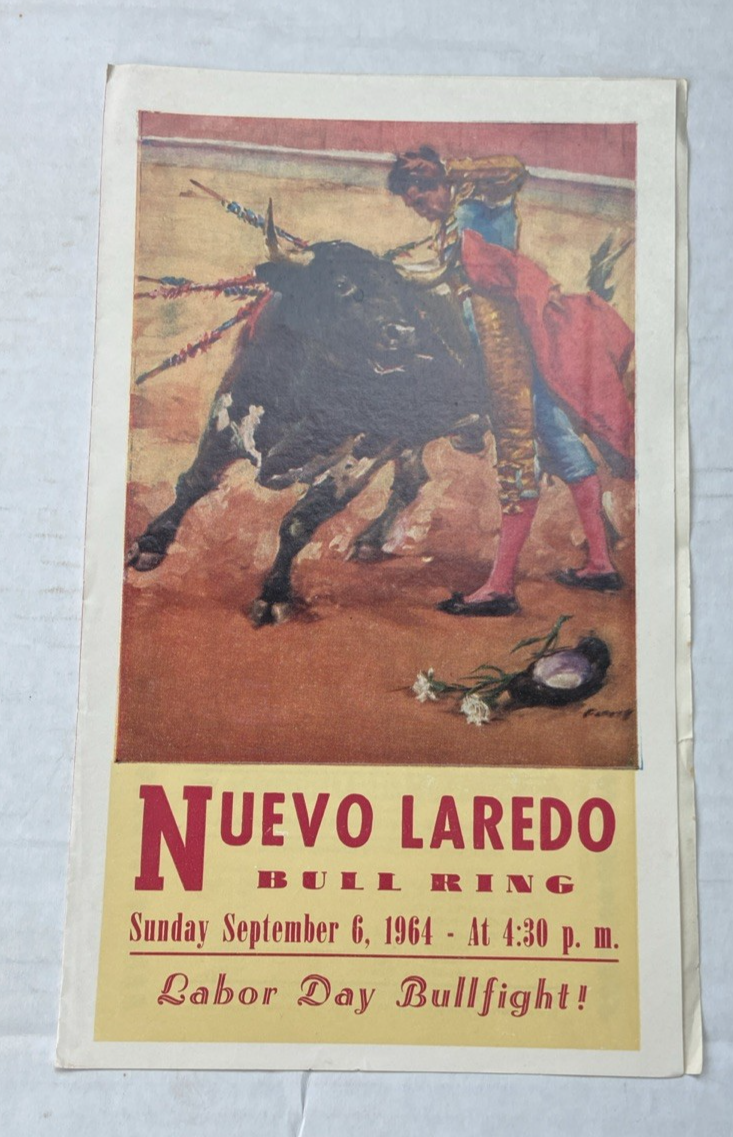 NUEVO LAREDO
BULL RING
Sunday September 6, 1964 - At 4:30 p. m.
Labor Day Bullfight!